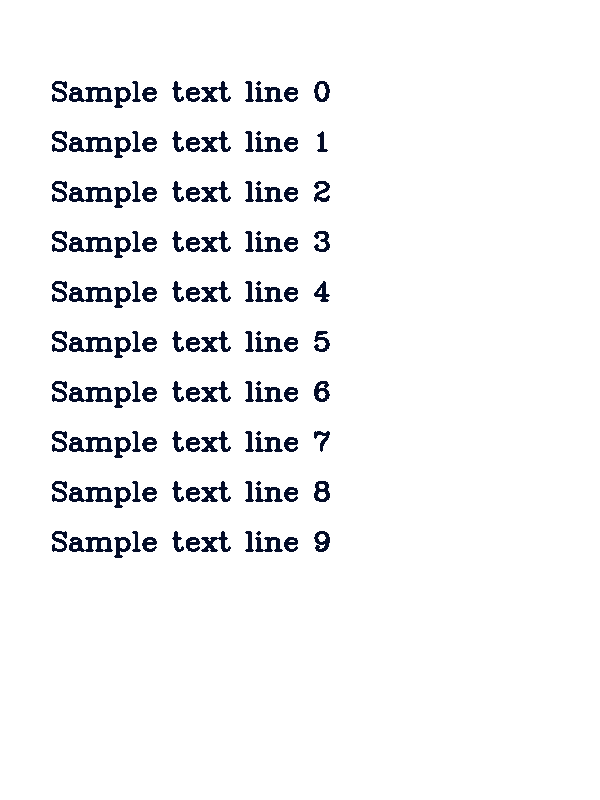 Sample text line 0
Sample text line 1
Sample text line 2
Sample text line 3
Sample text line 4
Sample text line 5
Sample text line 6
Sample text line 7
Sample text line 8
Sample text line 9